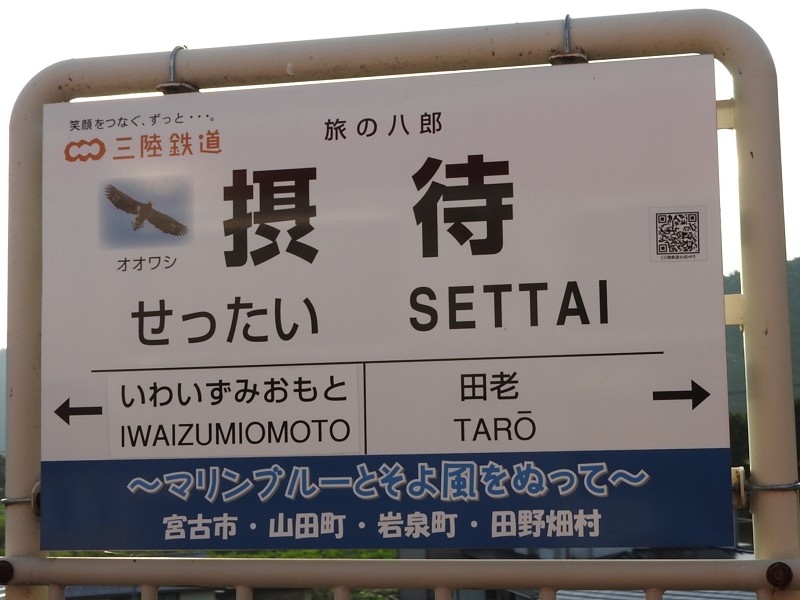 笑顔をつなぐ、ずっと・・・。
三陸鉄道
旅の八郎
オオワシ
摂待
せったい SETTAI
いわいずみおもと
IWAIZUMIOMOTO
田老
TARŌ
～マリンブルーとそよ風をぬって～
宮古市・山田町・岩泉町・田野畑村